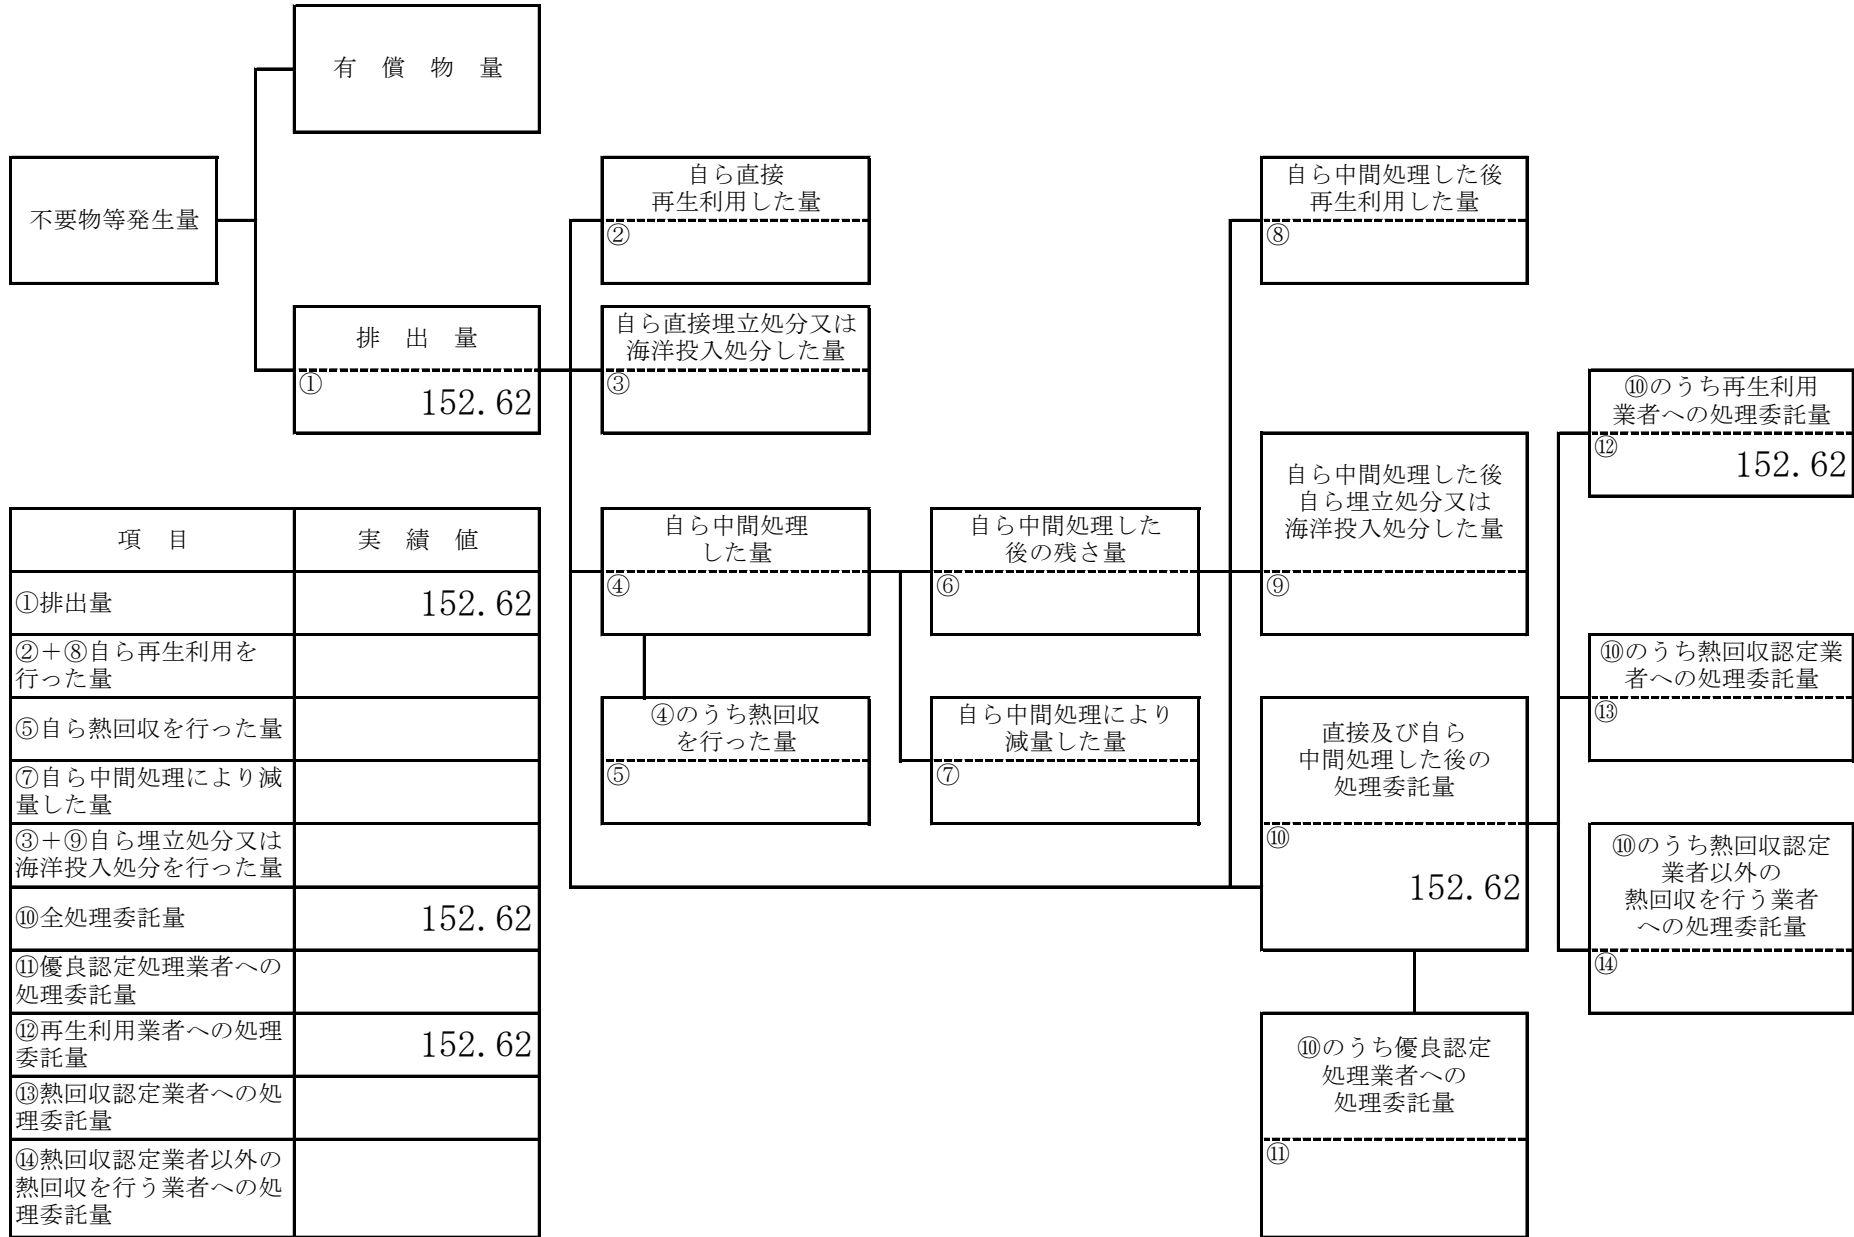 有　償　物　量
不要物等発生量
排　出　量
①
152.62
自ら直接
再生利用した量
②
自ら直接埋立処分又は
海洋投入処分した量
③
自ら中間処理
した量
④
④のうち熱回収
を行った量
⑤
自ら中間処理した
後の残さ量
⑥
自ら中間処理により
減量した量
⑦
自ら中間処理した後
再生利用した量
⑧
自ら中間処理した後
自ら埋立処分又は
海洋投入処分した量
⑨
直接及び自ら
中間処理した後の
処理委託量
⑩
152.62
⑩のうち優良認定
処理業者への
処理委託量
⑪
⑩のうち再生利用
業者への処理委託量
⑫
152.62
⑩のうち熱回収認定業
者への処理委託量
⑬
⑩のうち熱回収認定
業者以外の
熱回収を行う業者
への処理委託量
⑭
項　目　実　績　値
①排出量　152.62
②＋⑧自ら再生利用を
行った量
⑤自ら熱回収を行った量
⑦自ら中間処理により減
量した量
③＋⑨自ら埋立処分又は
海洋投入処分を行った量
⑩全処理委託量　152.62
⑪優良認定処理業者への
処理委託量
⑫再生利用業者への処理
委託量　152.62
⑬熱回収認定業者への処
理委託量
⑭熱回収認定業者以外の
熱回収を行う業者への処
理委託量